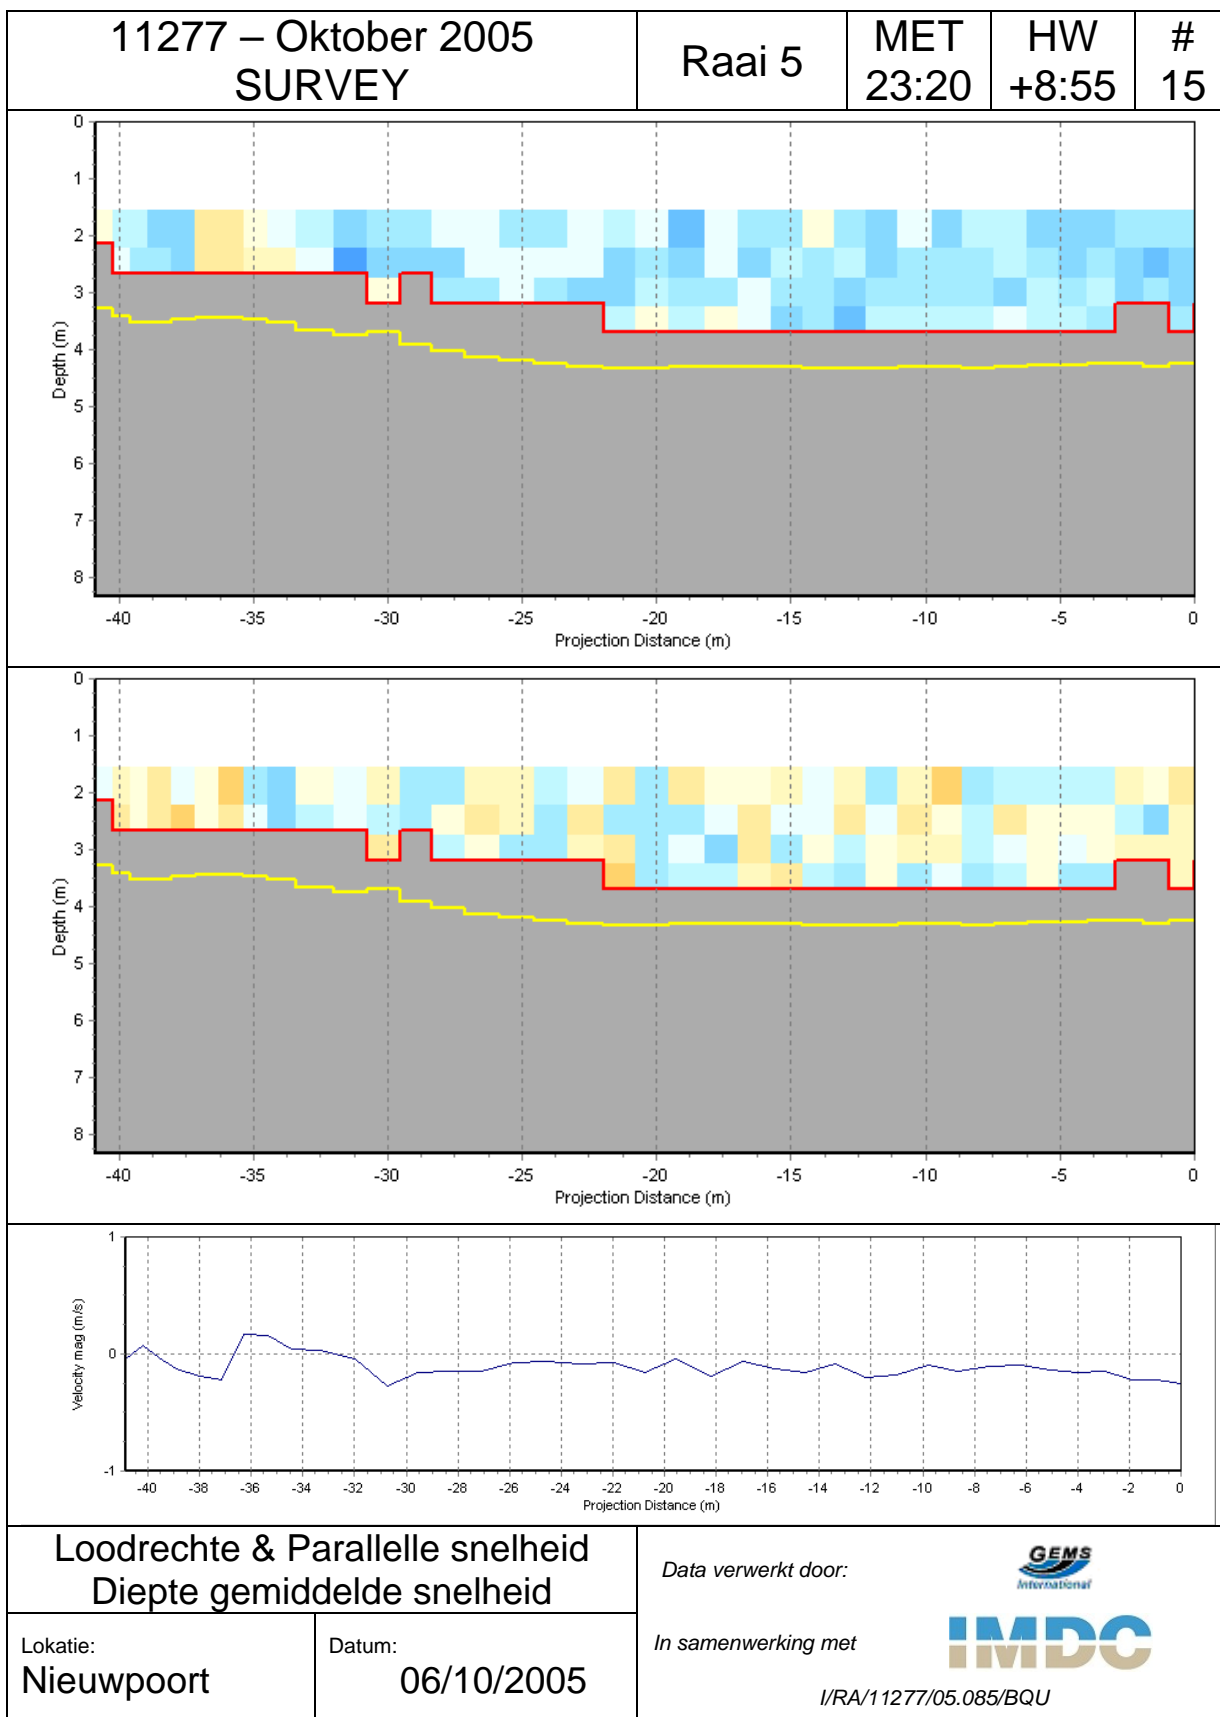 11277 – Oktober 2005
SURVEY
Raai 5
MET
23:20
HW
+8:55
#
15
0
1
2
3
4
5
6
7
8
Depth (m)
-40 -35 -30 -25 -20 -15 -10 -5 0
Projection Distance (m)
0
1
2
3
4
5
6
7
8
Depth (m)
-40 -35 -30 -25 -20 -15 -10 -5 0
Projection Distance (m)
1
0
-1
Velocity mag (m/s)
-40 -38 -36 -34 -32 -30 -28 -26 -24 -22 -20 -18 -16 -14 -12 -10 -8 -6 -4 -2 0
Projection Distance (m)
Loodrechte & Parallelle snelheid
Diepte gemiddelde snelheid
Lokatie:
Nieuwpoort
Datum:
06/10/2005
Data verwerkt door:
GEMS
International
In samenwerking met
IMDC
I/RA/11277/05.085/BQU